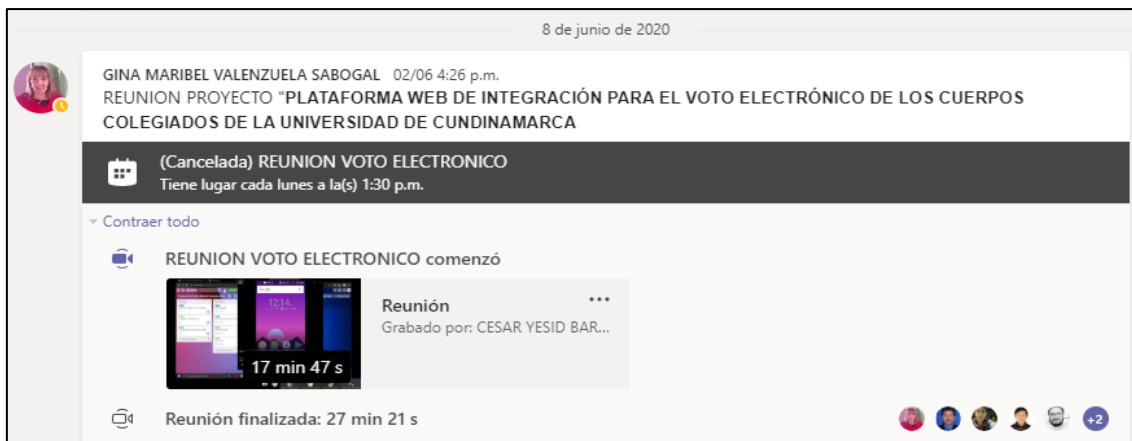 8 de junio de 2020
GINA MARIBEL VALENZUELA SABOGAL 02/06 4:26 p.m.
REUNION PROYECTO "PLATAFORMA WEB DE INTEGRACIÓN PARA EL VOTO ELECTRÓNICO DE LOS CUERPOS
COLEGIADOS DE LA UNIVERSIDAD DE CUNDINAMARCA
(Cancelada) REUNION VOTO ELECTRONICO
Tiene lugar cada lunes a la(s) 1:30 p.m.
Contraer todo
REUNION VOTO ELECTRONICO comenzó
Reunión
Grabado por: CESAR YESID BAR...
12:14
17 min 47 s
Reunión finalizada: 27 min 21 s
+2